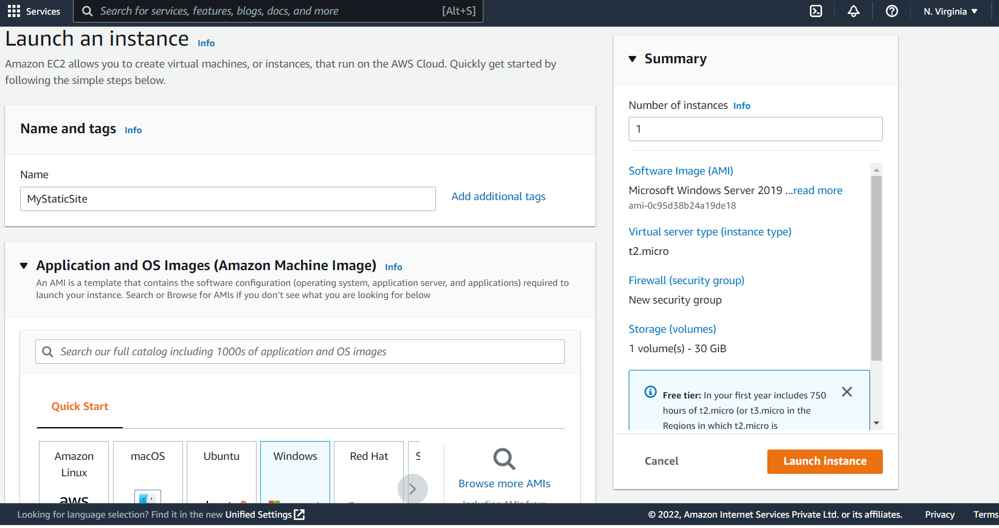 Services
Search for services, features, blogs, docs, and more
[Alt+S]
N. Virginia
Launch an instance Info
Amazon EC2 allows you to create virtual machines, or instances, that run on the AWS Cloud. Quickly get started by
following the simple steps below.
Name and tags Info
Name
MyStaticSite
Add additional tags
Application and OS Images (Amazon Machine Image) Info
An AMI is a template that contains the software configuration (operating system, application server, and applications) required to
launch your instance. Search or Browse for AMIs if you don’t see what you are looking for below
Search our full catalog including 1000s of application and OS images
Quick Start
Amazon
Linux
aws
macOS
Ubuntu
Windows
Red Hat
S
Browse more AMIs
Including AMIs from
Summary
Number of instances Info
1
Software Image (AMI)
Microsoft Windows Server 2019 ...read more
ami-0c95d38b24a19de18
Virtual server type (instance type)
t2.micro
Firewall (security group)
New security group
Storage (volumes)
1 volume(s) - 30 GiB
Free tier: In your first year includes 750
hours of t2.micro (or t3.micro in the
Regions in which t2.micro is
Cancel
Launch instance
Looking for language selection? Find it in the new Unified Settings
© 2022, Amazon Internet Services Private Ltd. or its affiliates.
Privacy
Terms